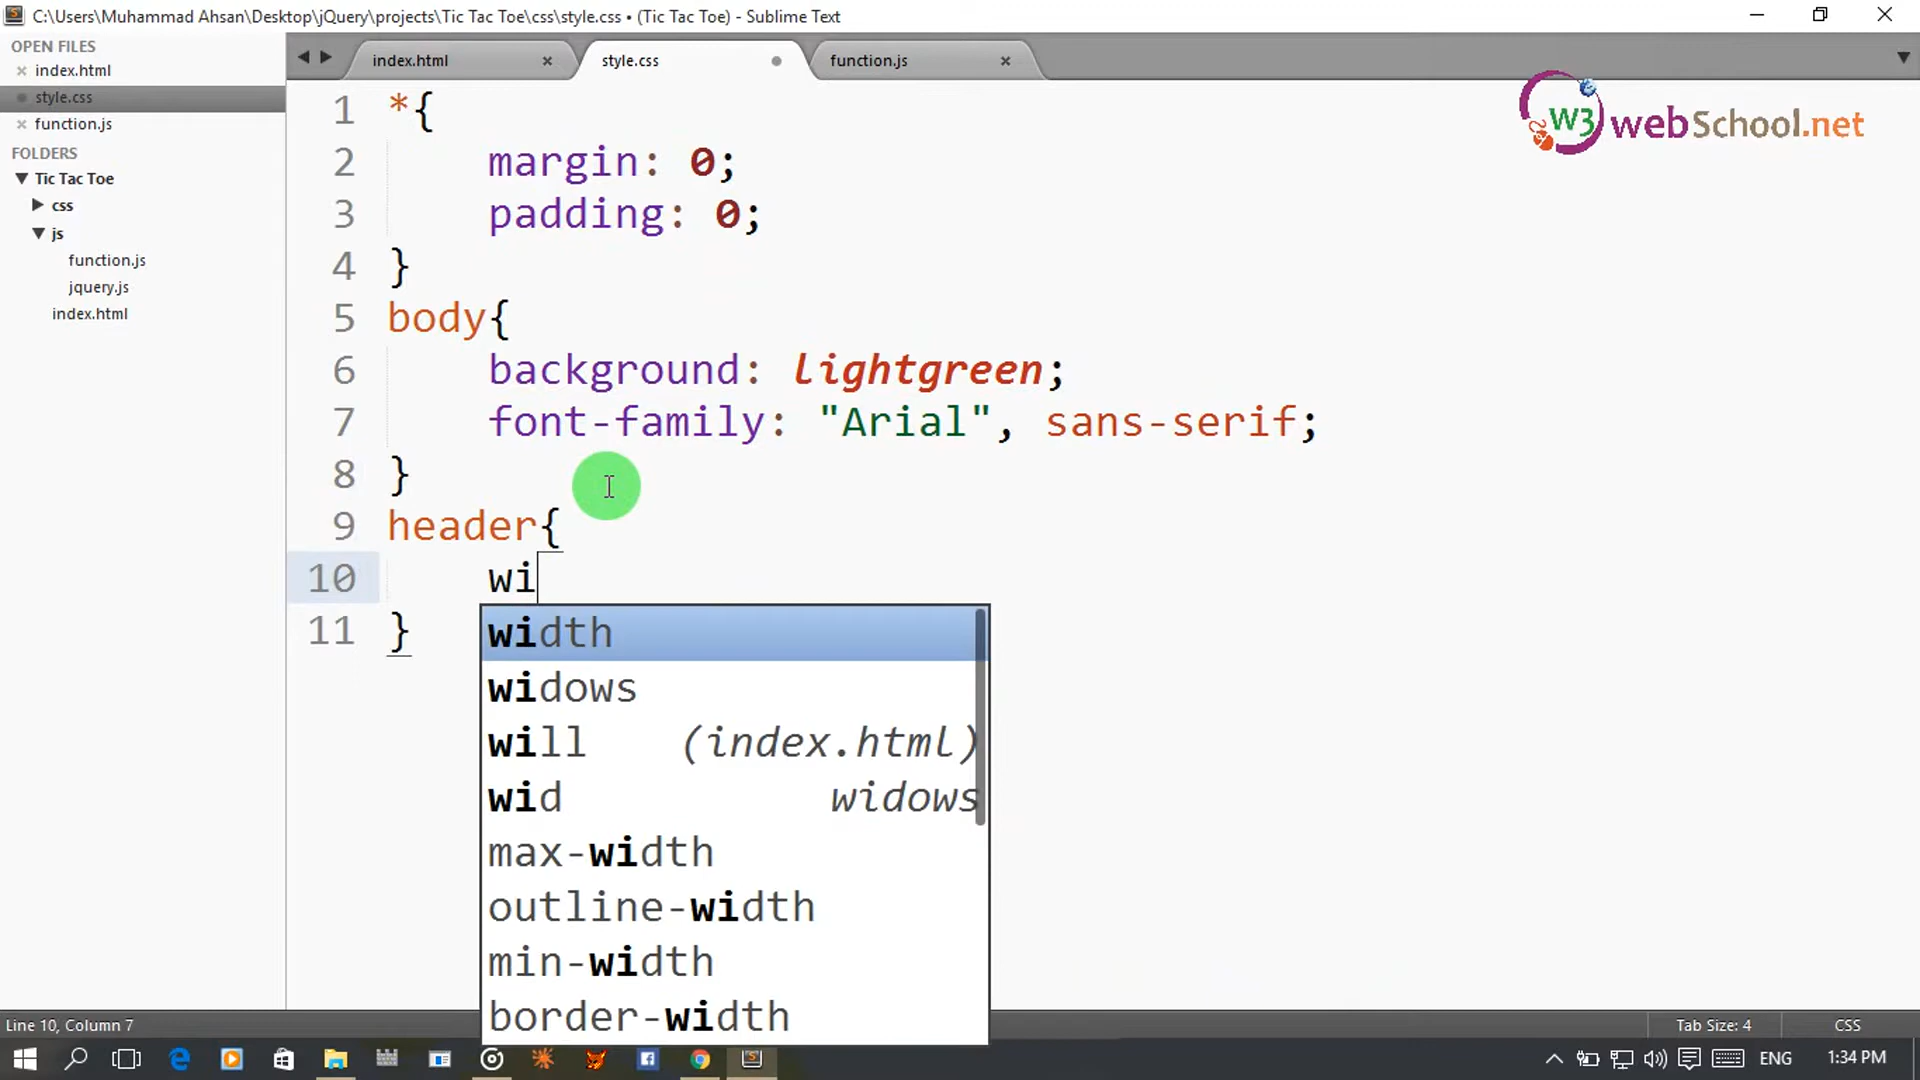 C:\Users\Muhammad Ahsan\Desktop\jQuery\projects\Tic Tac Toe\css\style.css • (Tic Tac Toe) - Sublime Text
OPEN FILES
index.html
style.css
function.js
FOLDERS
Tic Tac Toe
css
js
function.js
jquery.js
index.html
index.html
style.css
function.js
W3 webSchool.net
1 *{
2 margin: 0;
3 padding: 0;
4 }
5 body{
6 background: lightgreen;
7 font-family: "Arial", sans-serif;
8 }
9 header{
10 wi
11 }
width
widows
will (index.html)
wid widows
max-width
outline-width
min-width
border-width
Line 10, Column 7
Tab Size: 4
CSS
ENG
1:34 PM